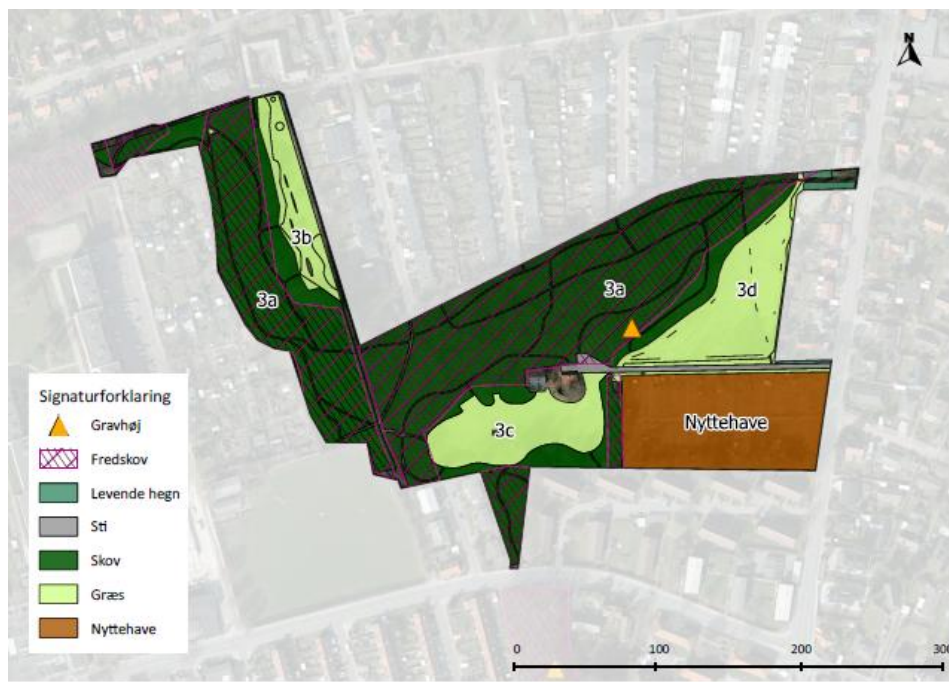 N
3b
3a
3a
3d
3c
Nyttehave
Signaturforklaring
Gravhøj
Fredskov
Levende hegn
Sti
Skov
Græs
Nyttehave
0 100 200 300